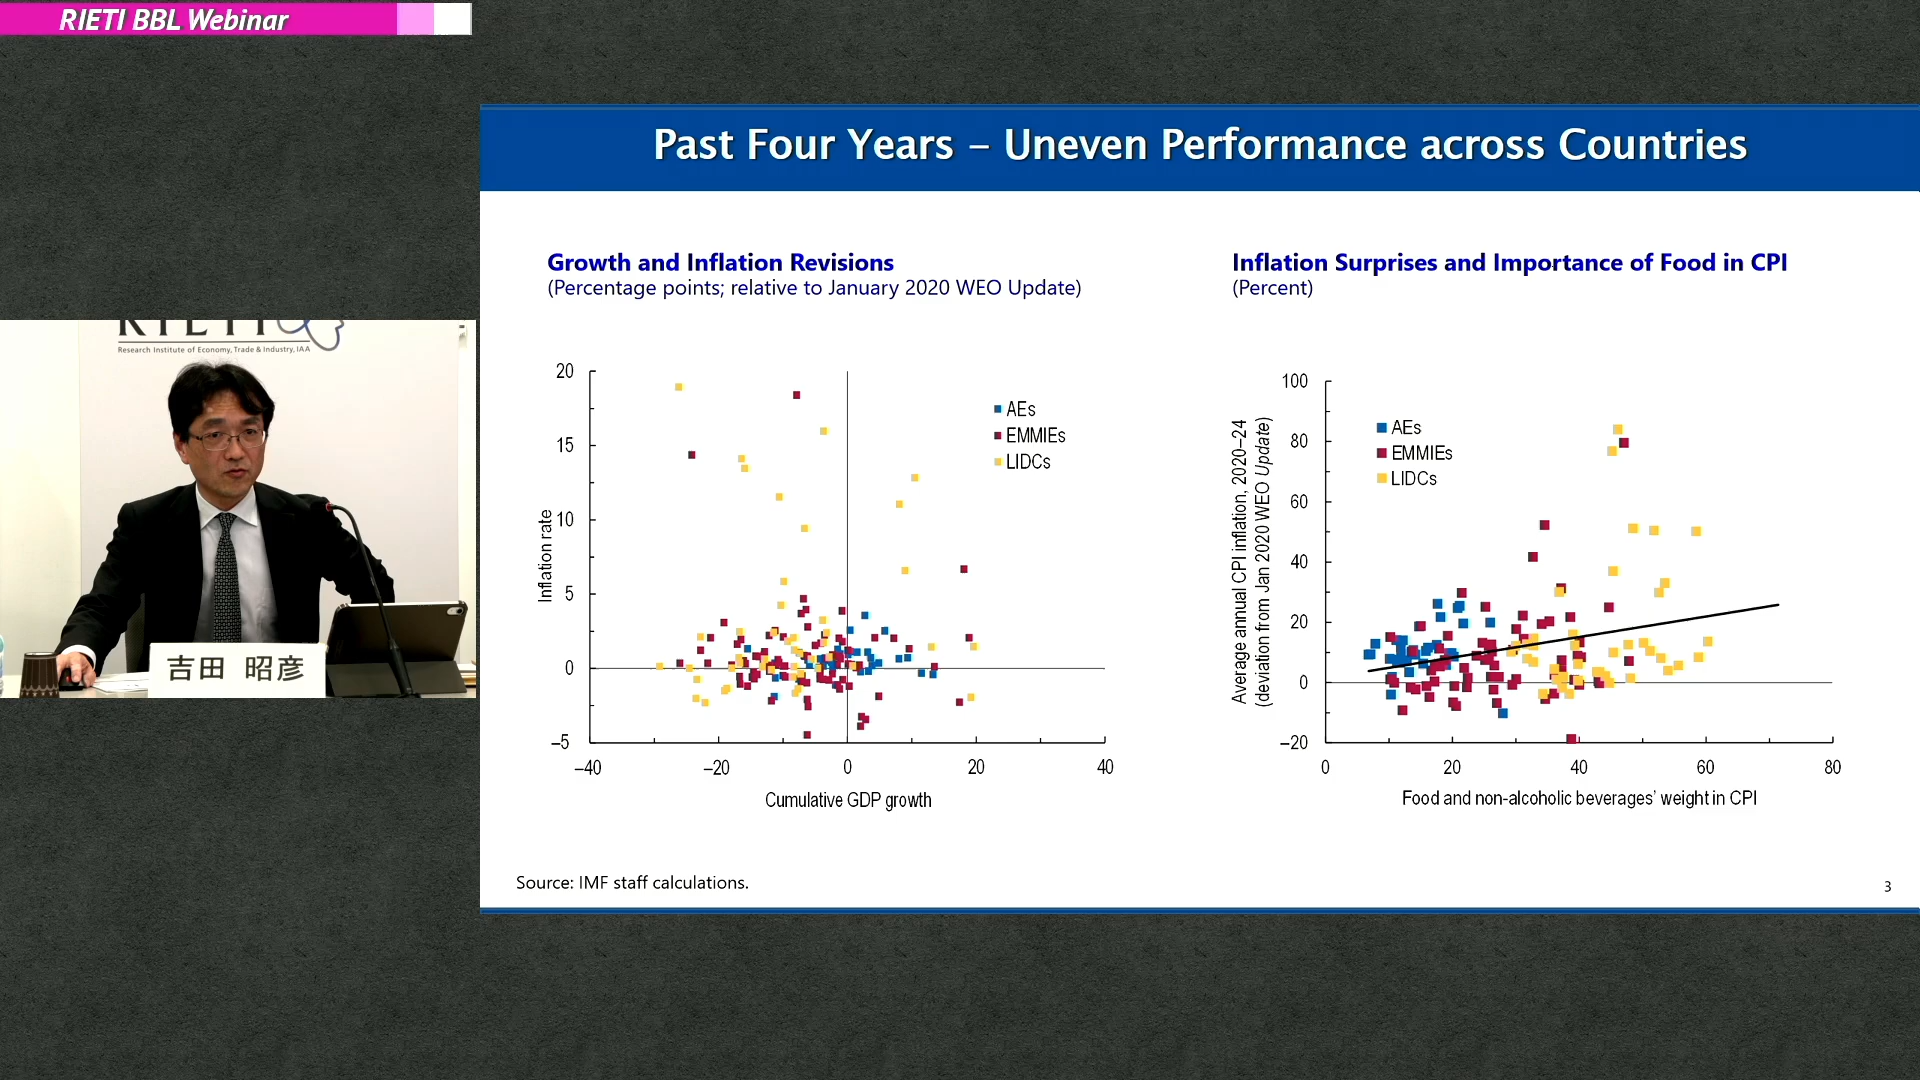 RIETI BBL Webinar
Past Four Years – Uneven Performance across Countries
Growth and Inflation Revisions
(Percentage points; relative to January 2020 WEO Update)
20
15
10
5
0
–5
Inflation rate
–40
–20
0
20
40
Cumulative GDP growth
AEs
EMMIEs
LIDCs
Inflation Surprises and Importance of Food in CPI
(Percent)
100
80
60
40
20
0
–20
Average annual CPI inflation, 2020–24
(deviation from Jan 2020 WEO Update)
AEs
EMMIEs
LIDCs
0
20
40
60
80
Food and non-alcoholic beverages’ weight in CPI
Source: IMF staff calculations.
3
RIETI
Research Institute of Economy, Trade & Industry, IAA
吉田 昭彦